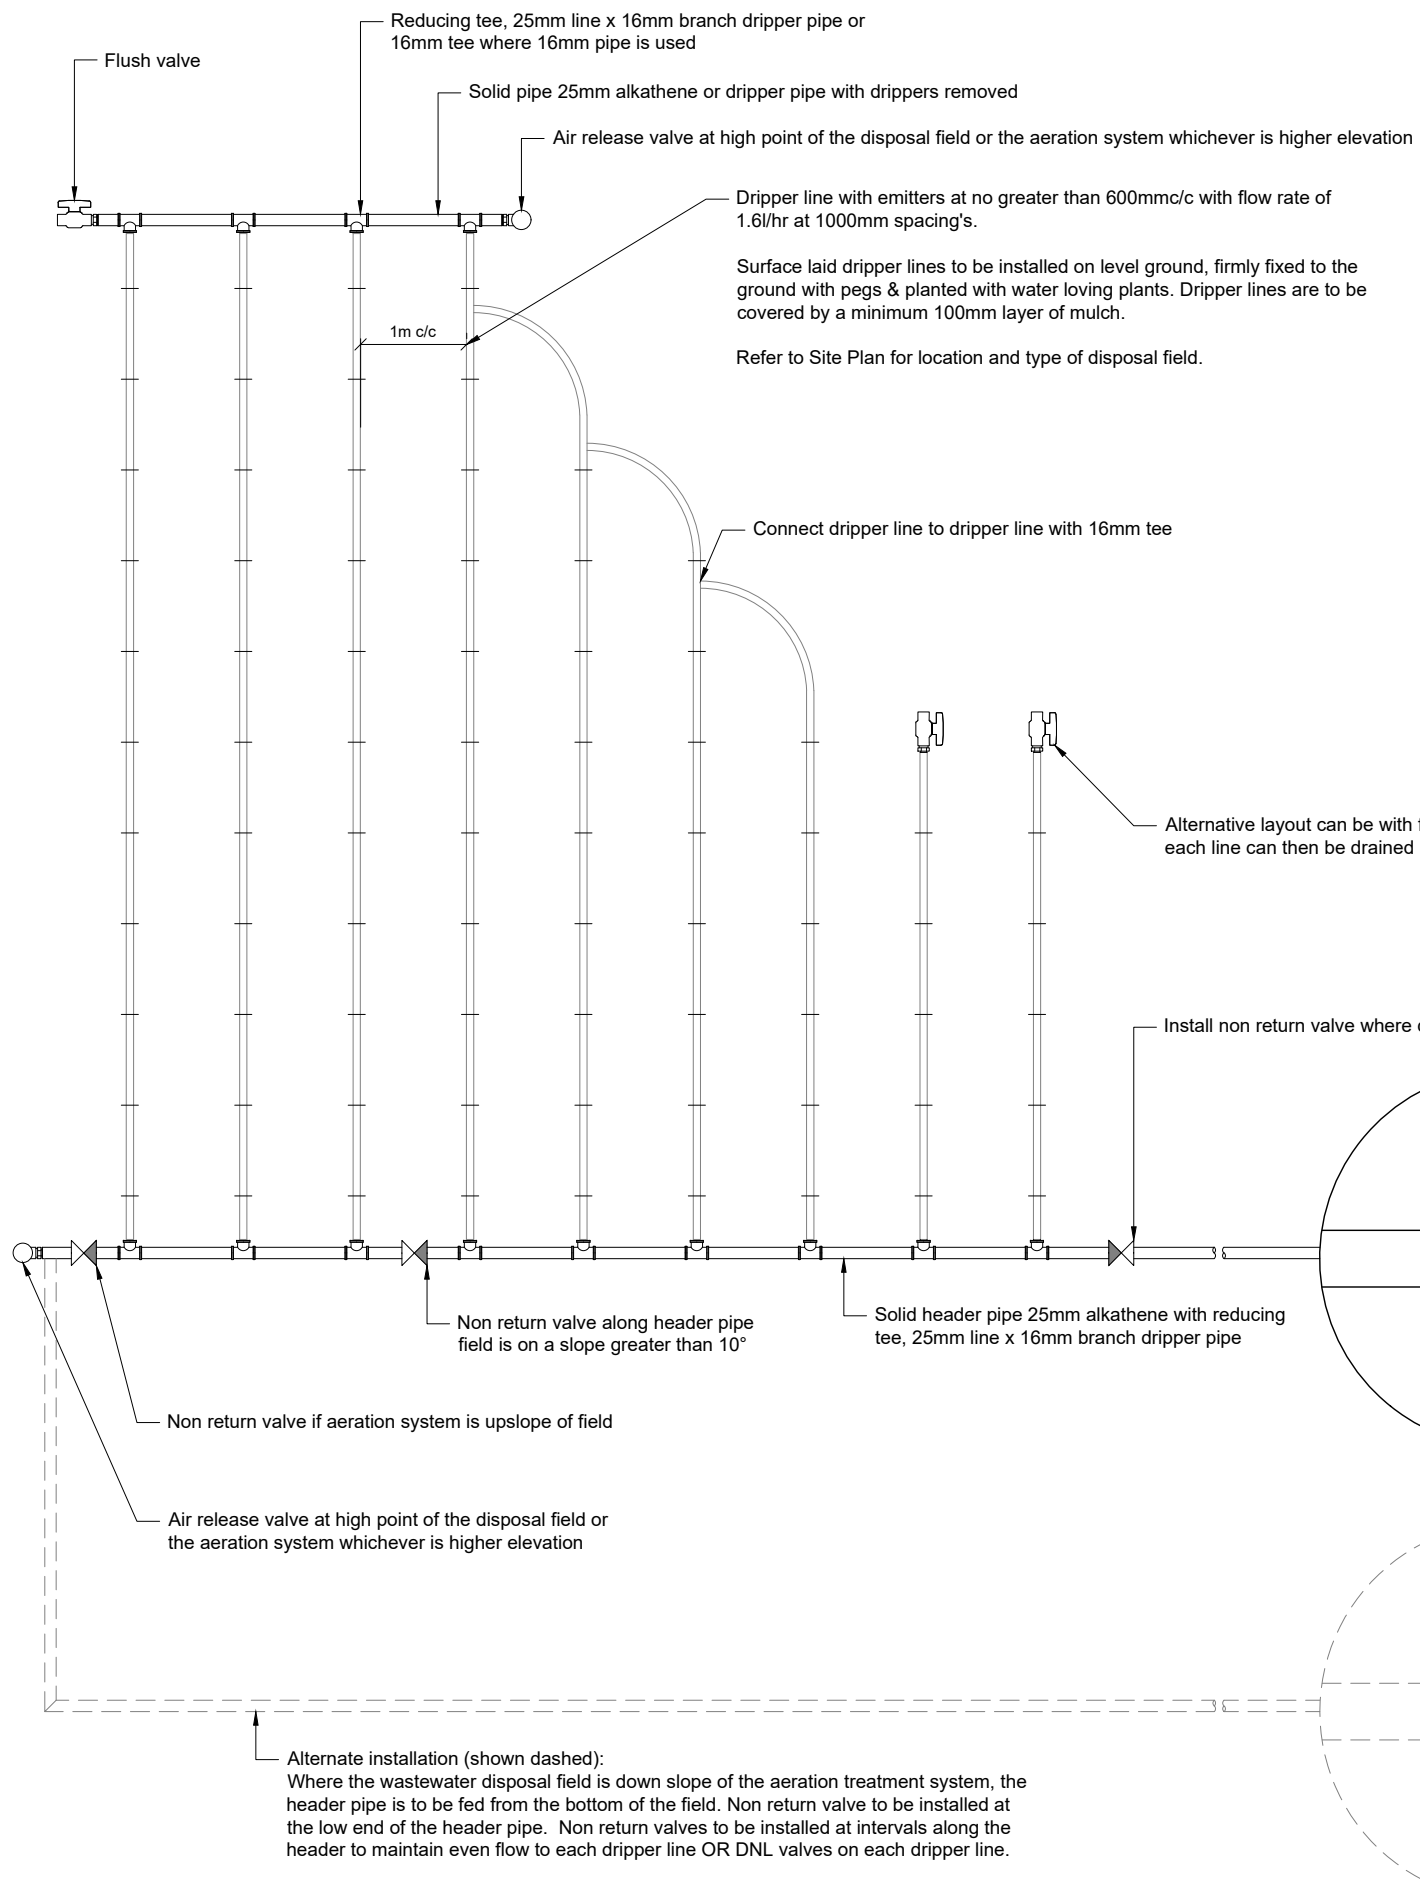 Reducing tee, 25mm line x 16mm branch dripper pipe or
16mm tee where 16mm pipe is used
Flush valve
Solid pipe 25mm alkathene or dripper pipe with drippers removed
Air release valve at high point of the disposal field or the aeration system whichever is higher elevation
Dripper line with emitters at no greater than 600mmc/c with flow rate of
1.6l/hr at 1000mm spacing's.
Surface laid dripper lines to be installed on level ground, firmly fixed to the
ground with pegs & planted with water loving plants. Dripper lines are to be
covered by a minimum 100mm layer of mulch.
1m c/c
Refer to Site Plan for location and type of disposal field.
Connect dripper line to dripper line with 16mm tee
Alternative layout can be with
each line can then be drained
Install non return valve where
Non return valve along header pipe
field is on a slope greater than 10°
Solid header pipe 25mm alkathene with reducing
tee, 25mm line x 16mm branch dripper pipe
Non return valve if aeration system is upslope of field
Air release valve at high point of the disposal field or
the aeration system whichever is higher elevation
Alternate installation (shown dashed):
Where the wastewater disposal field is down slope of the aeration treatment system, the
header pipe is to be fed from the bottom of the field. Non return valve to be installed at
the low end of the header pipe.  Non return valves to be installed at intervals along the
header to maintain even flow to each dripper line OR DNL valves on each dripper line.